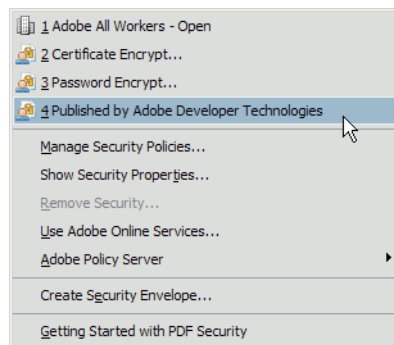 1 Adobe All Workers - Open
2 Certificate Encrypt...
3 Password Encrypt...
4 Published by Adobe Developer Technologies
Manage Security Policies...
Show Security Properties...
Remove Security...
Use Adobe Online Services...
Adobe Policy Server
Create Security Envelope...
Getting Started with PDF Security